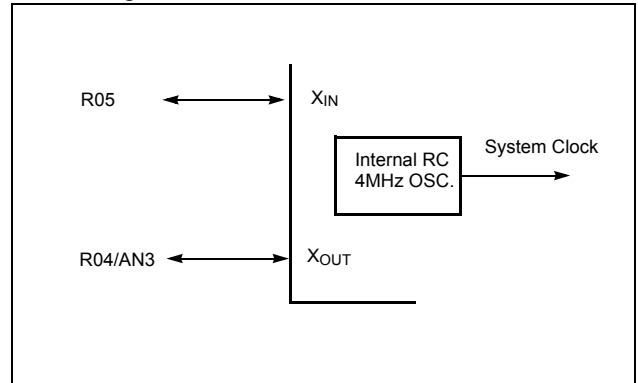 R05
XIN
Internal RC
4MHz OSC.
System Clock
R04/AN3
XOUT